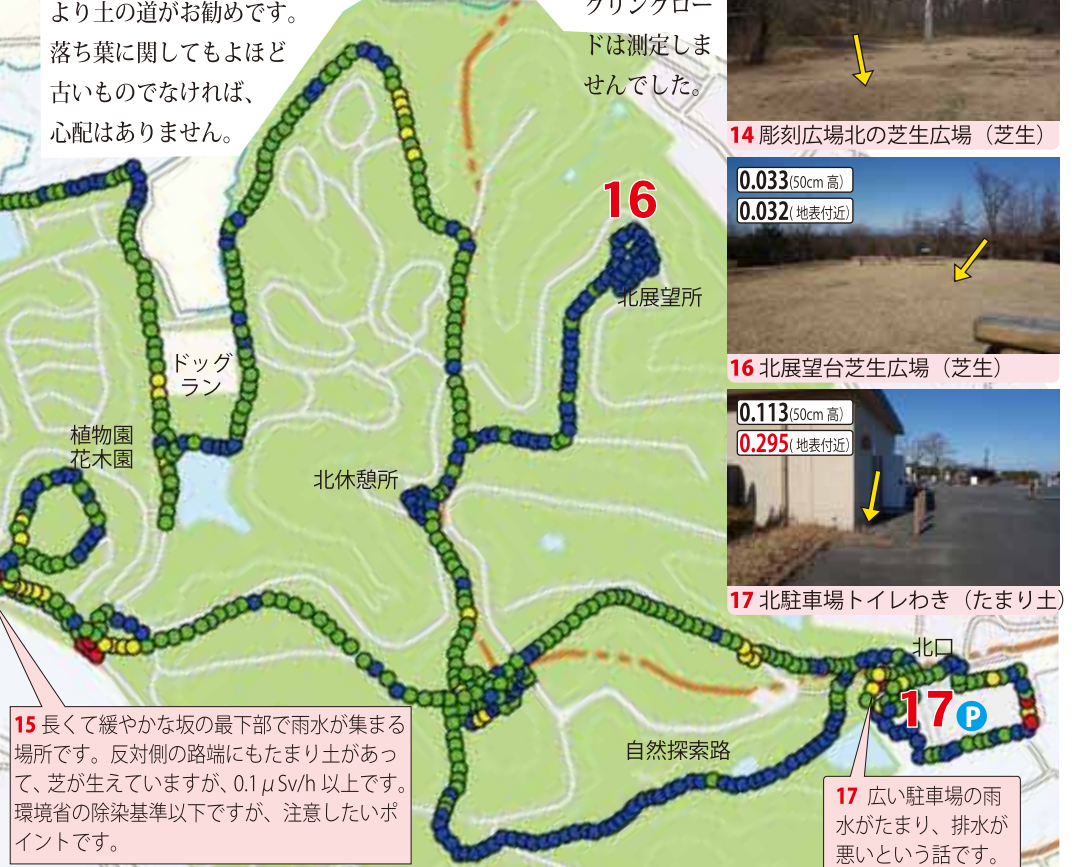 より土の道がお勧めです。
落ち葉に関してもよほど
古いものでなければ、
心配はありません。
ドは測定しま
せんでした。
14 彫刻広場北の芝生広場（芝生）
16
0.033(50cm 高)
0.032( 地表付近)
16 北展望台芝生広場（芝生）
北展望所
ドッグ
ラン
植物園
花木園
北休憩所
0.113(50cm 高)
0.295( 地表付近)
17 北駐車場トイレわき（たまり土）
北口
17 P
自然探索路
15 長くて緩やかな坂の最下部で雨水が集まる
場所です。反対側の路端にもたまり土があっ
て、芝が生えていますが、0.1μSv/h 以上です。
環境省の除染基準以下ですが、注意したいポ
イントです。
17 広い駐車場の雨
水がたまり、排水が
悪いという話です。